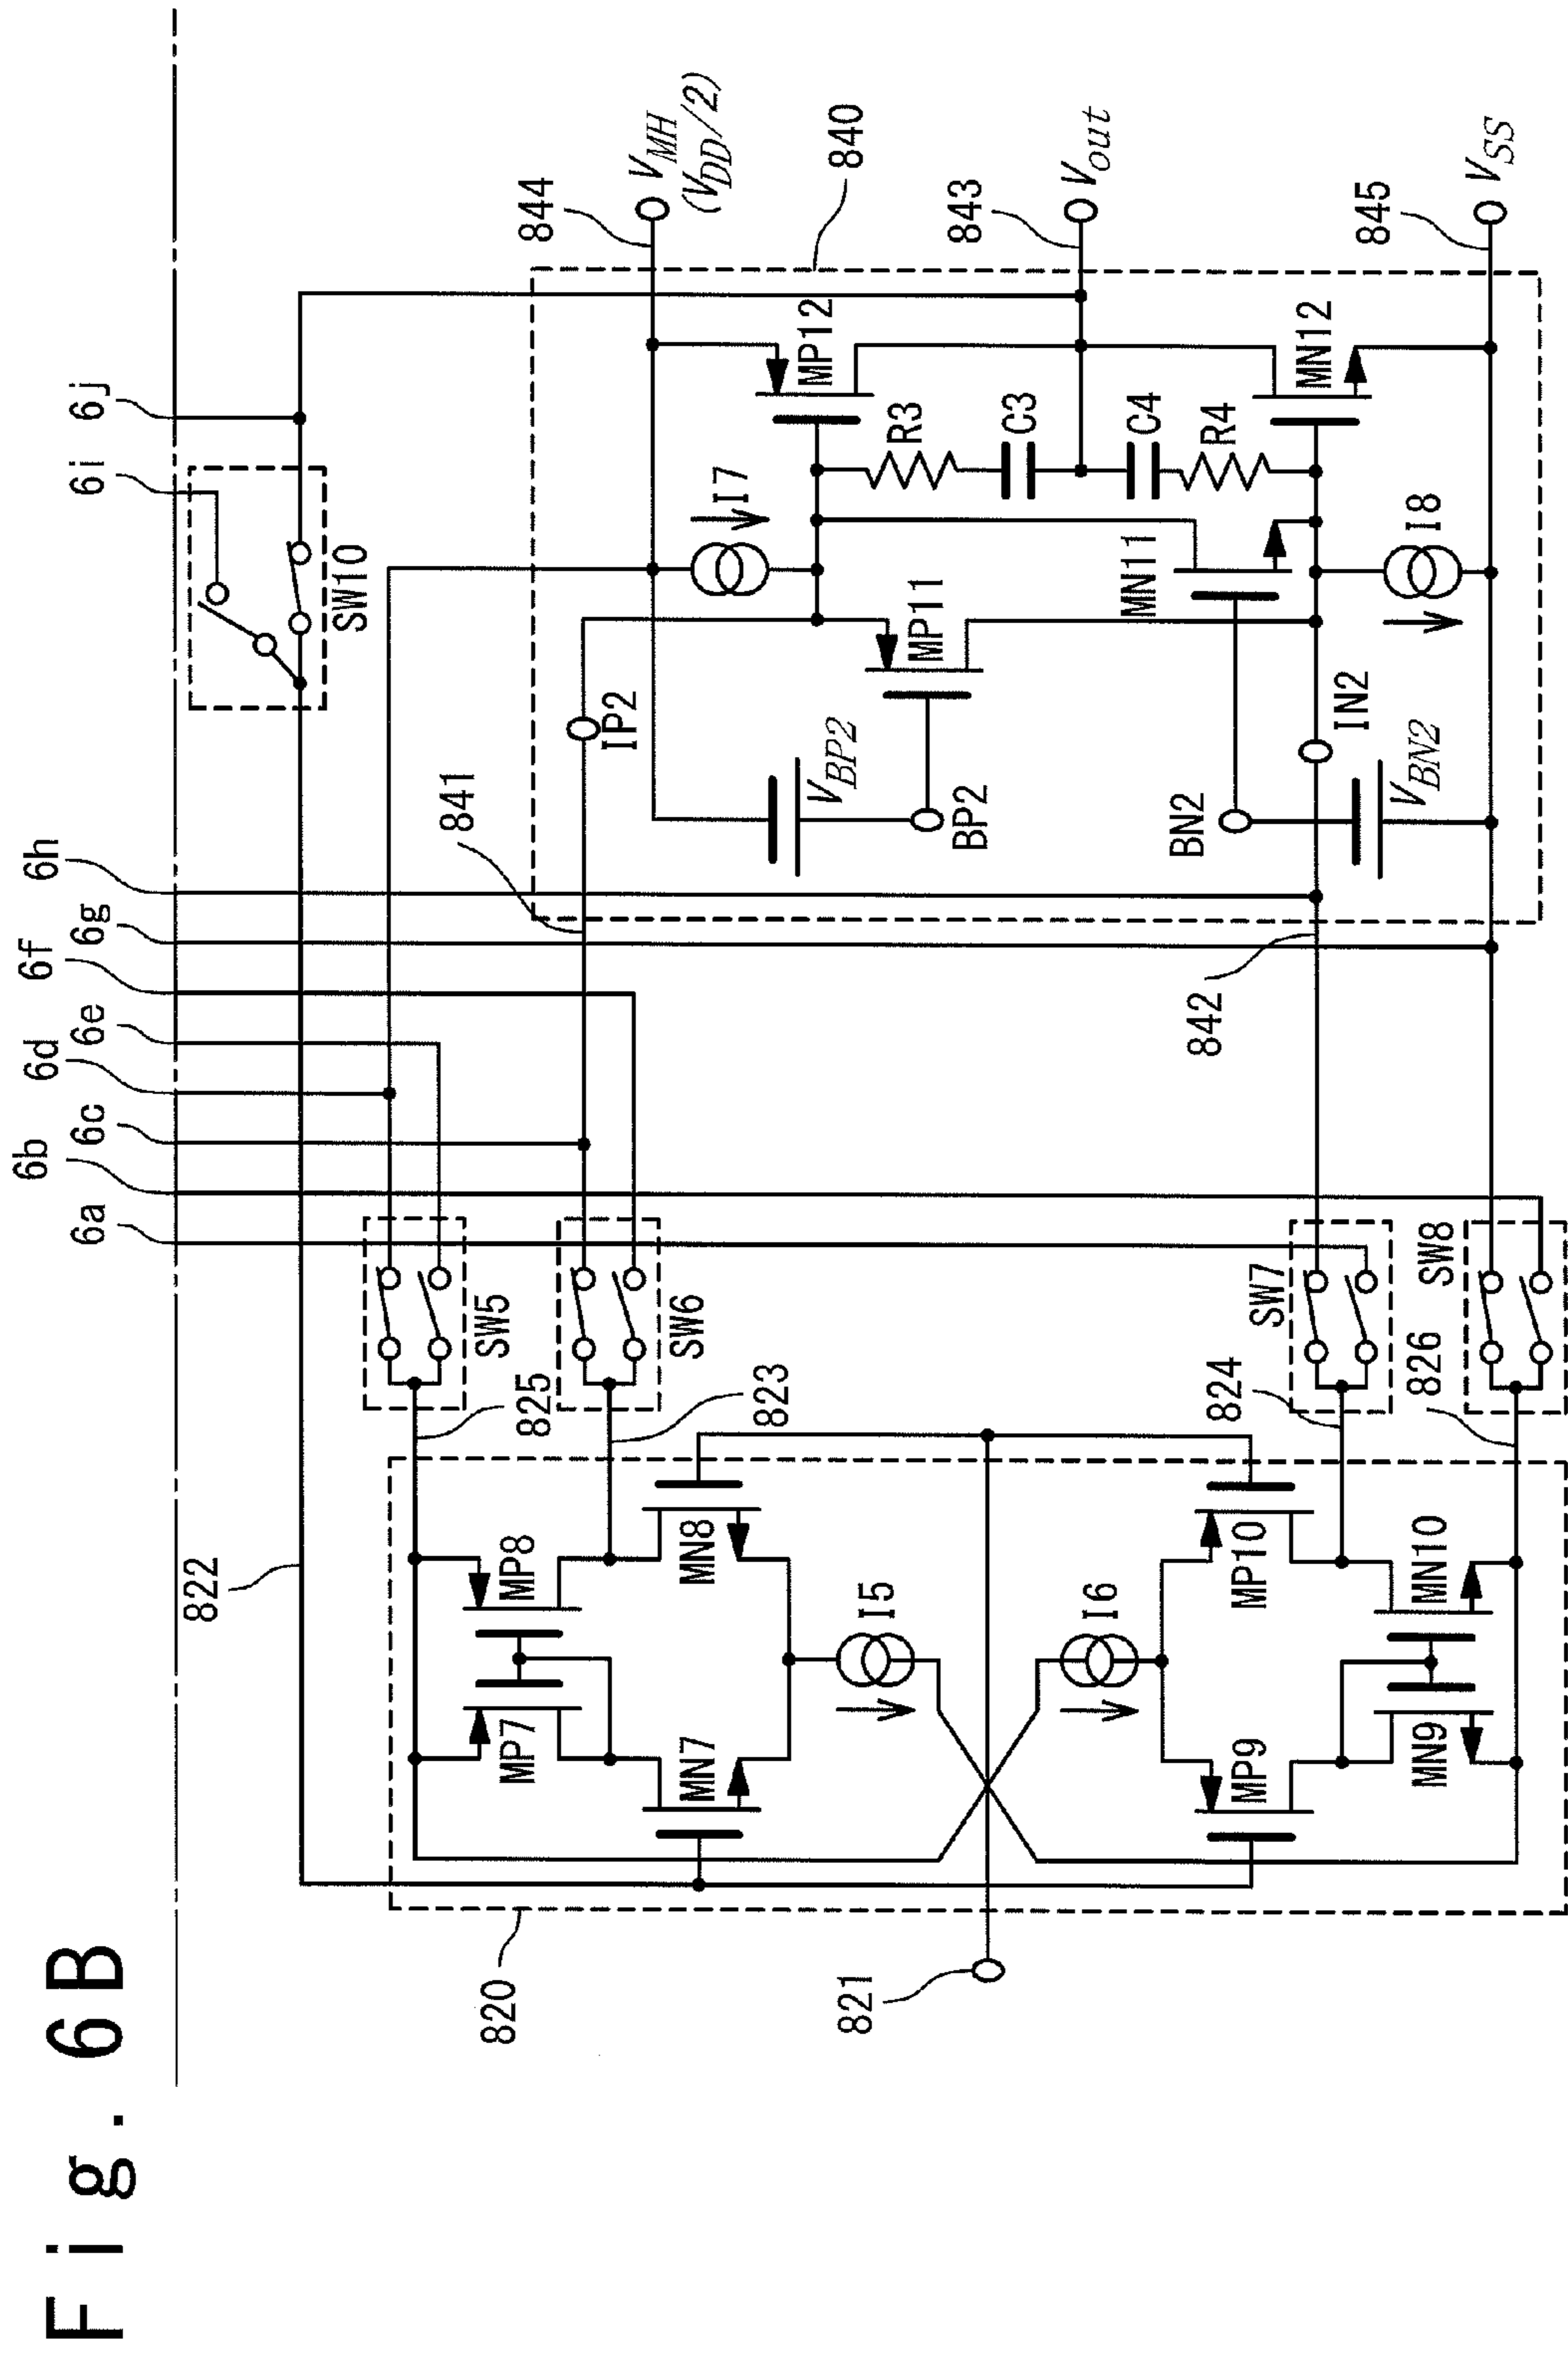 Fig. 6B
6a
6b
6c
6d
6e
6f
6g
6h
6i
6j
822
SW10
825
SW5
841
844
V_MH
(V_DD/2)
823
SW6
IP2
I7
MP12
840
820
MP7
MP8
MN7
MN8
V_BP2
BP2
MP11
R3
C3
843
V_out
821
I5
I6
C4
R4
MN11
MN12
842
BN2
IN2
V_BN2
I8
845
V_SS
MP9
MP10
824
SW7
MN9
MN10
826
SW8